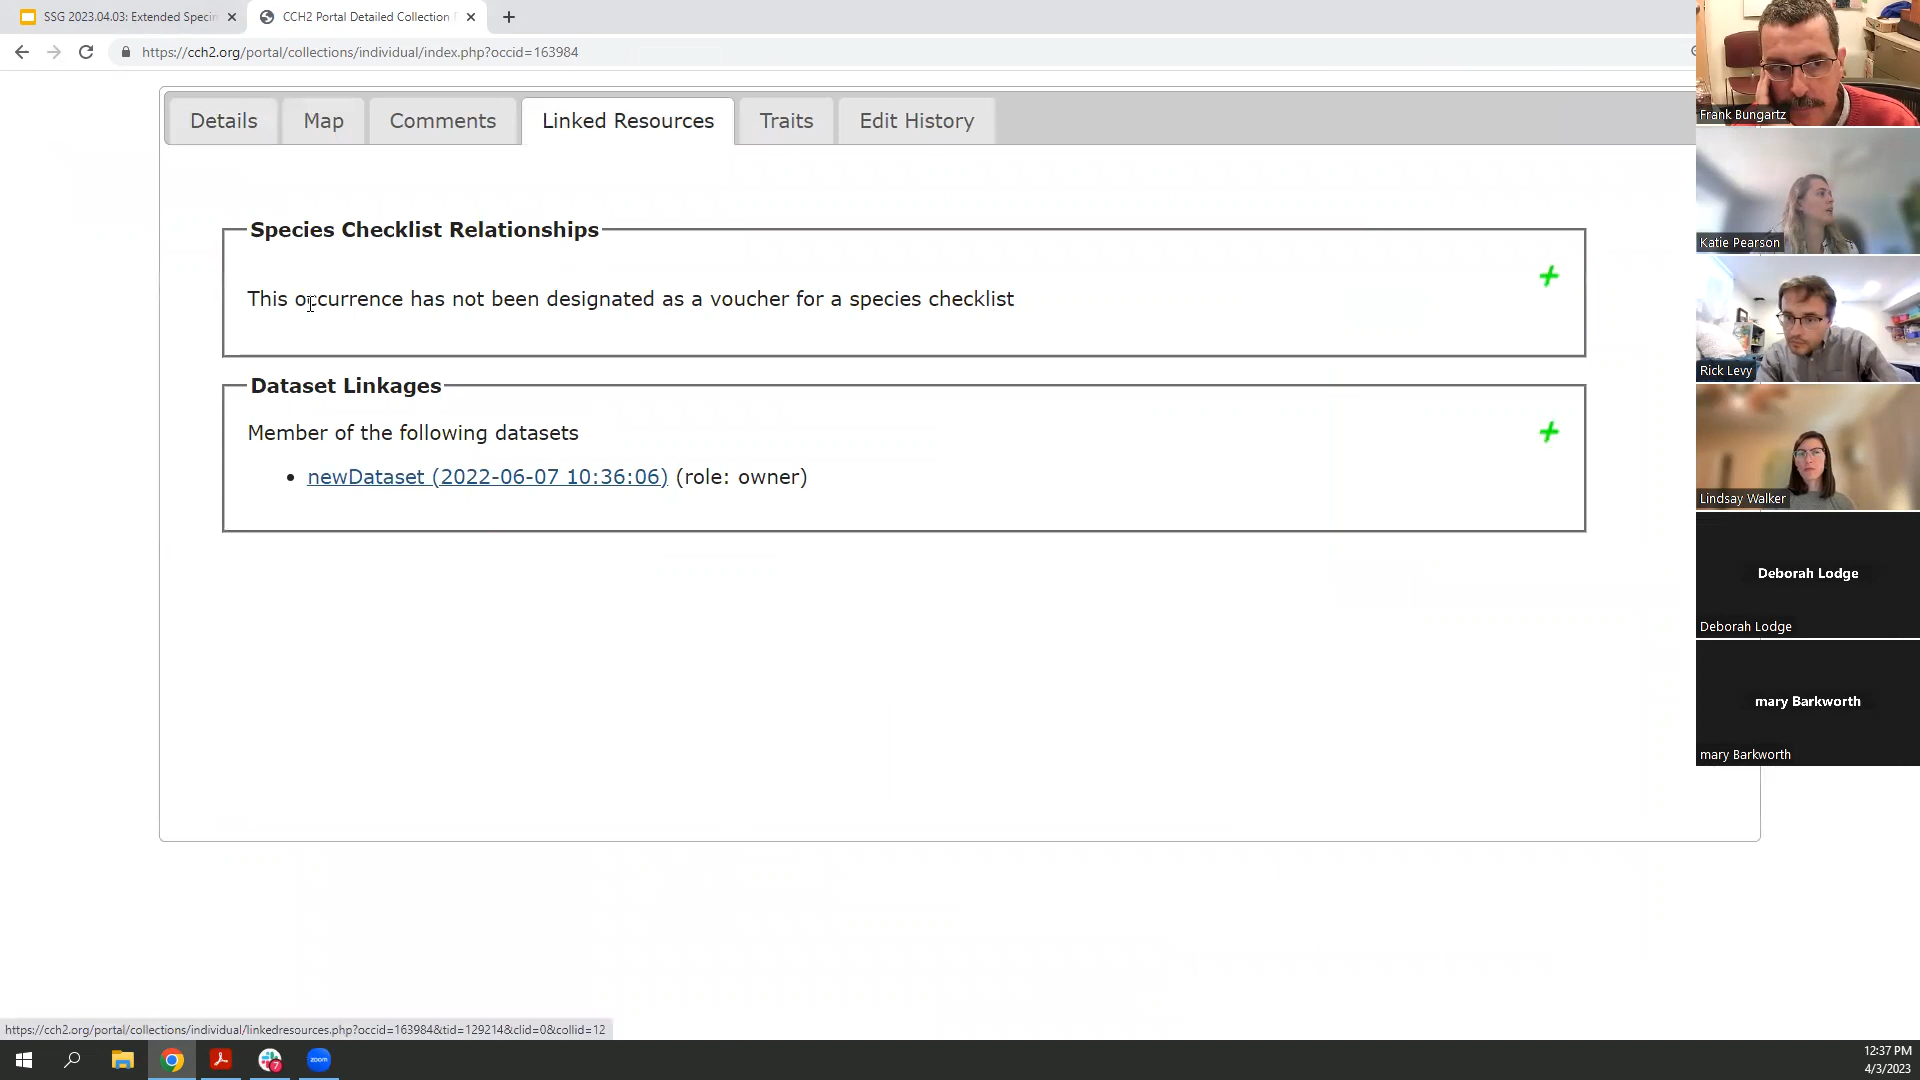 SSG 2023.04.03: Extended Speci
CCH2 Portal Detailed Collection
https://cch2.org/portal/collections/individual/index.php?occid=163984
Details
Map
Comments
Linked Resources
Traits
Edit History
Species Checklist Relationships
This occurrence has not been designated as a voucher for a species checklist
Dataset Linkages
Member of the following datasets
newDataset (2022-06-07 10:36:06) (role: owner)
Frank Bungartz
Katie Pearson
Rick Levy
Lindsay Walker
Deborah Lodge
Deborah Lodge
mary Barkworth
mary Barkworth
https://cch2.org/portal/collections/individual/linkedresources.php?occid=163984&tid=129214&clid=0&collid=12
7
zoom
12:37 PM
4/3/2023